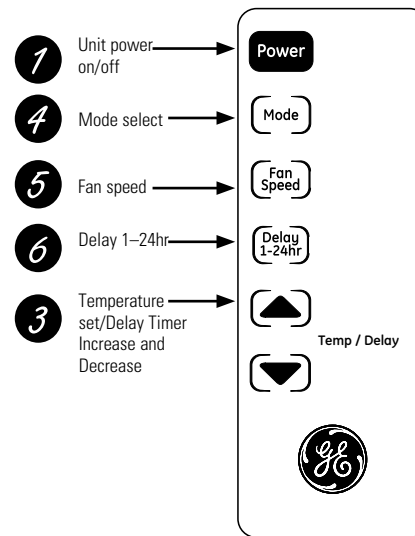 1
Unit power
on/off
Power
4
Mode select
Mode
5
Fan speed
Fan
Speed
6
Delay 1–24hr
Delay
1-24hr
3
Temperature
set/Delay Timer
Increase and
Decrease
Temp / Delay
GE